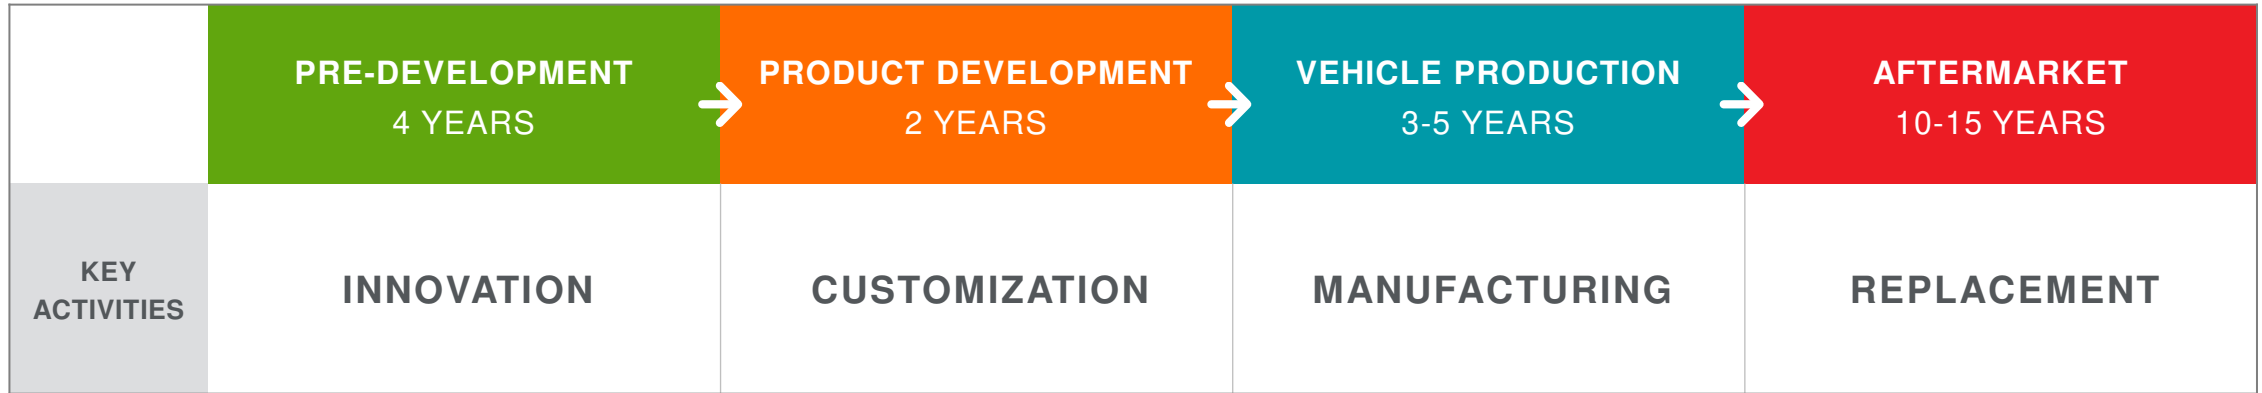 PRE-DEVELOPMENT
4 YEARS
PRODUCT DEVELOPMENT
2 YEARS
VEHICLE PRODUCTION
3-5 YEARS
AFTERMARKET
10-15 YEARS
KEY
ACTIVITIES
INNOVATION
CUSTOMIZATION
MANUFACTURING
REPLACEMENT